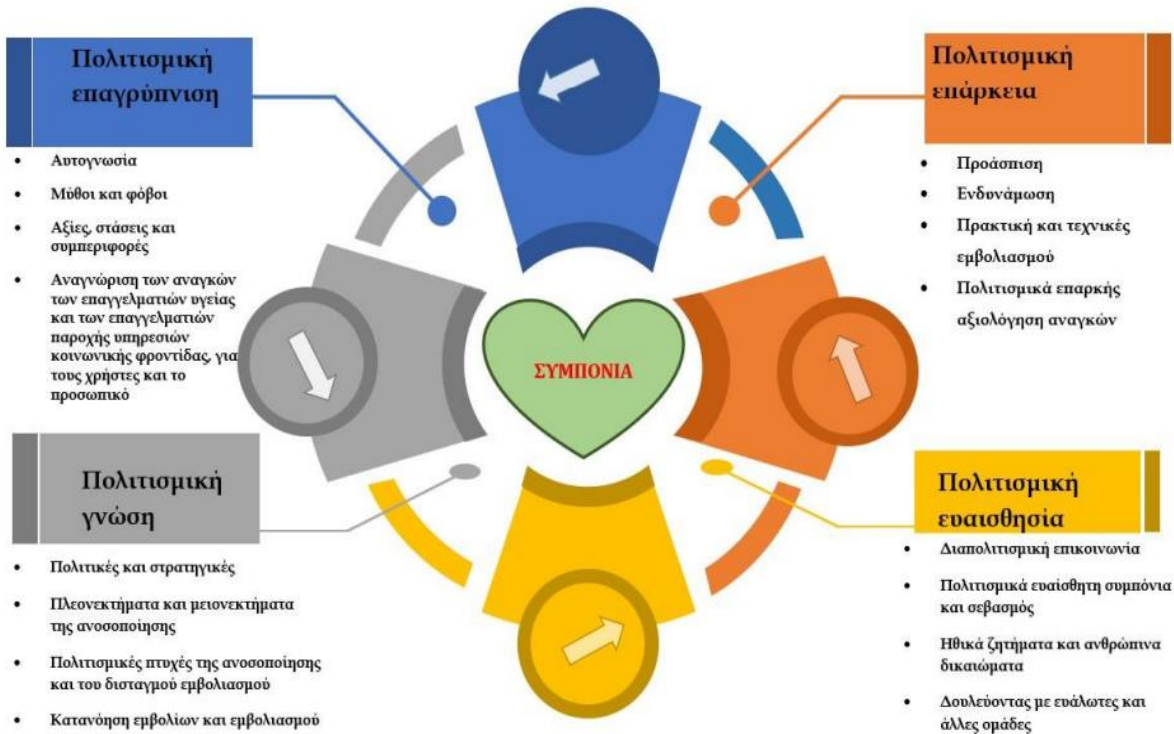 Πολιτισμική
επαγρύπνιση
• Αυτογνωσία
• Μύθοι και φόβοι
• Αξίες, στάσεις και
συμπεριφορές
• Αναγνώριση των αναγκών
των επαγγελματιών υγείας
και των επαγγελματιών
παροχής υπηρεσιών
κοινωνικής φροντίδας, για
τους χρήστες και το
προσωπικό
Πολιτισμική
επάρκεια
• Προάσπιση
• Ενδυνάμωση
• Πρακτική και τεχνικές
εμβολιασμού
• Πολιτισμικά επαρκής
αξιολόγηση αναγκών
ΣΥΜΠΟΝΙΑ
Πολιτισμική
γνώση
• Πολιτικές και στρατηγικές
• Πλεονεκτήματα και μειονεκτήματα
της ανοσοποίησης
• Πολιτισμικές πτυχές της ανοσοποίησης
και του δισταγμού εμβολιασμού
• Κατανόηση εμβολίων και εμβολιασμού
Πολιτισμική
ευαισθησία
• Διαπολιτισμική επικοινωνία
• Πολιτισμικά ευαίσθητη συμπόνια
και σεβασμός
• Ηθικά ζητήματα και ανθρώπινα
δικαιώματα
• Δουλεύοντας με ευάλωτες και
άλλες ομάδες